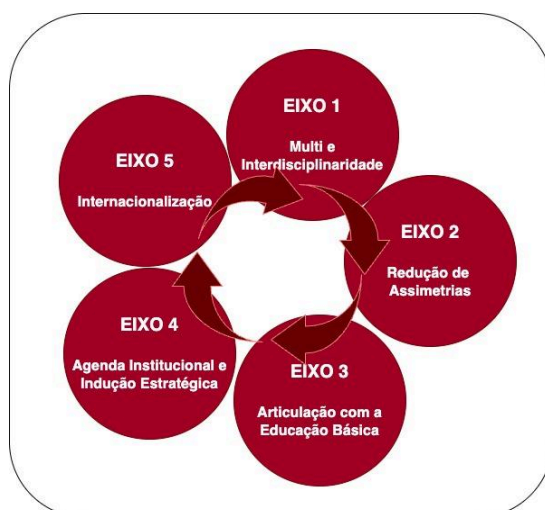 EIXO 1
Multi e
Interdisciplinaridade
EIXO 2
Redução de
Assimetrias
EIXO 3
Articulação com a
Educação Básica
EIXO 4
Agenda Institucional e
Indução Estratégica
EIXO 5
Internacionalização